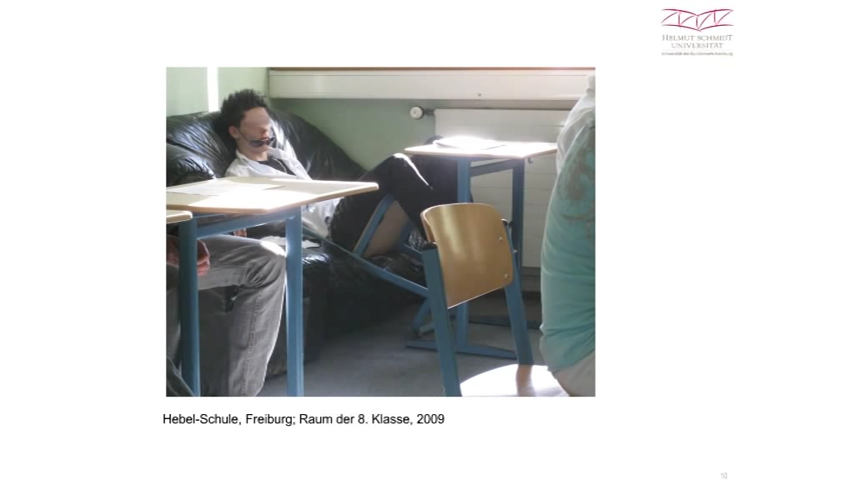 HELMUT SCHMIDT
UNIVERSITÄT
Hebel-Schule, Freiburg; Raum der 8. Klasse, 2009
10